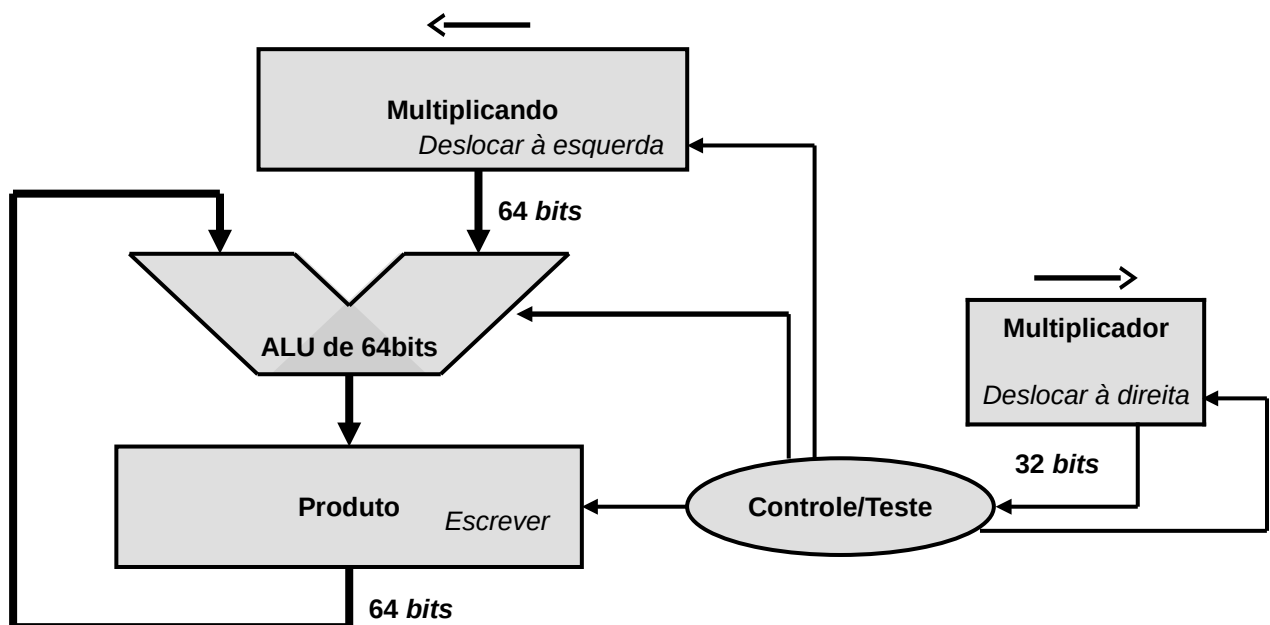 Multiplicando
Deslocar à esquerda
64 bits
ALU de 64bits
Multiplicador
Deslocar à direita
32 bits
Produto
Escrever
Controle/Teste
64 bits